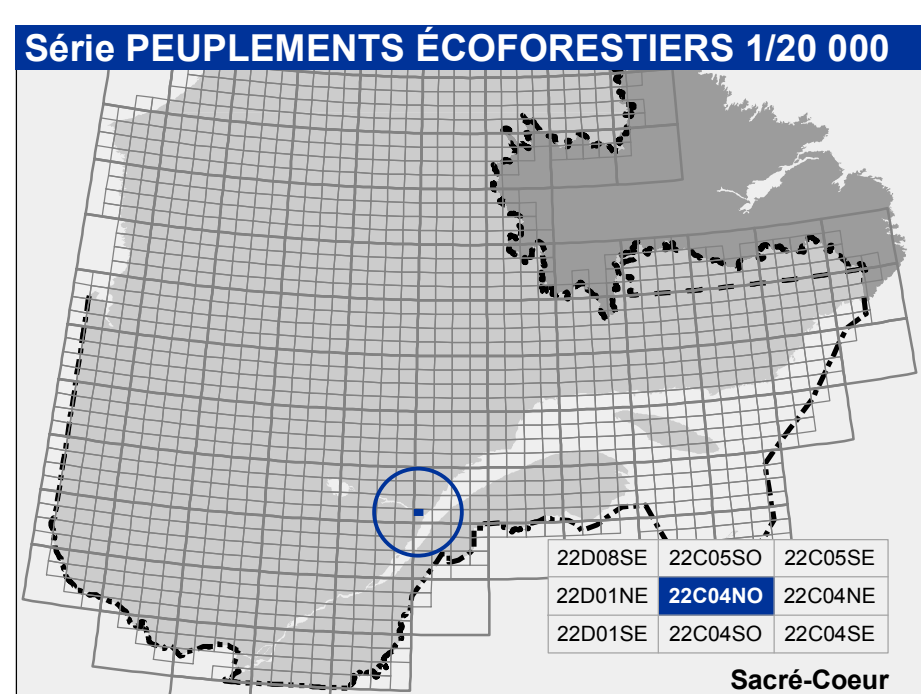 Série PEUPLEMENTS ÉCOFORESTIERS 1/20 000
22D08SE 22C05SO 22C05SE
22D01NE 22C04NO 22C04NE
22D01SE 22C04SO 22C04SE
Sacré-Coeur